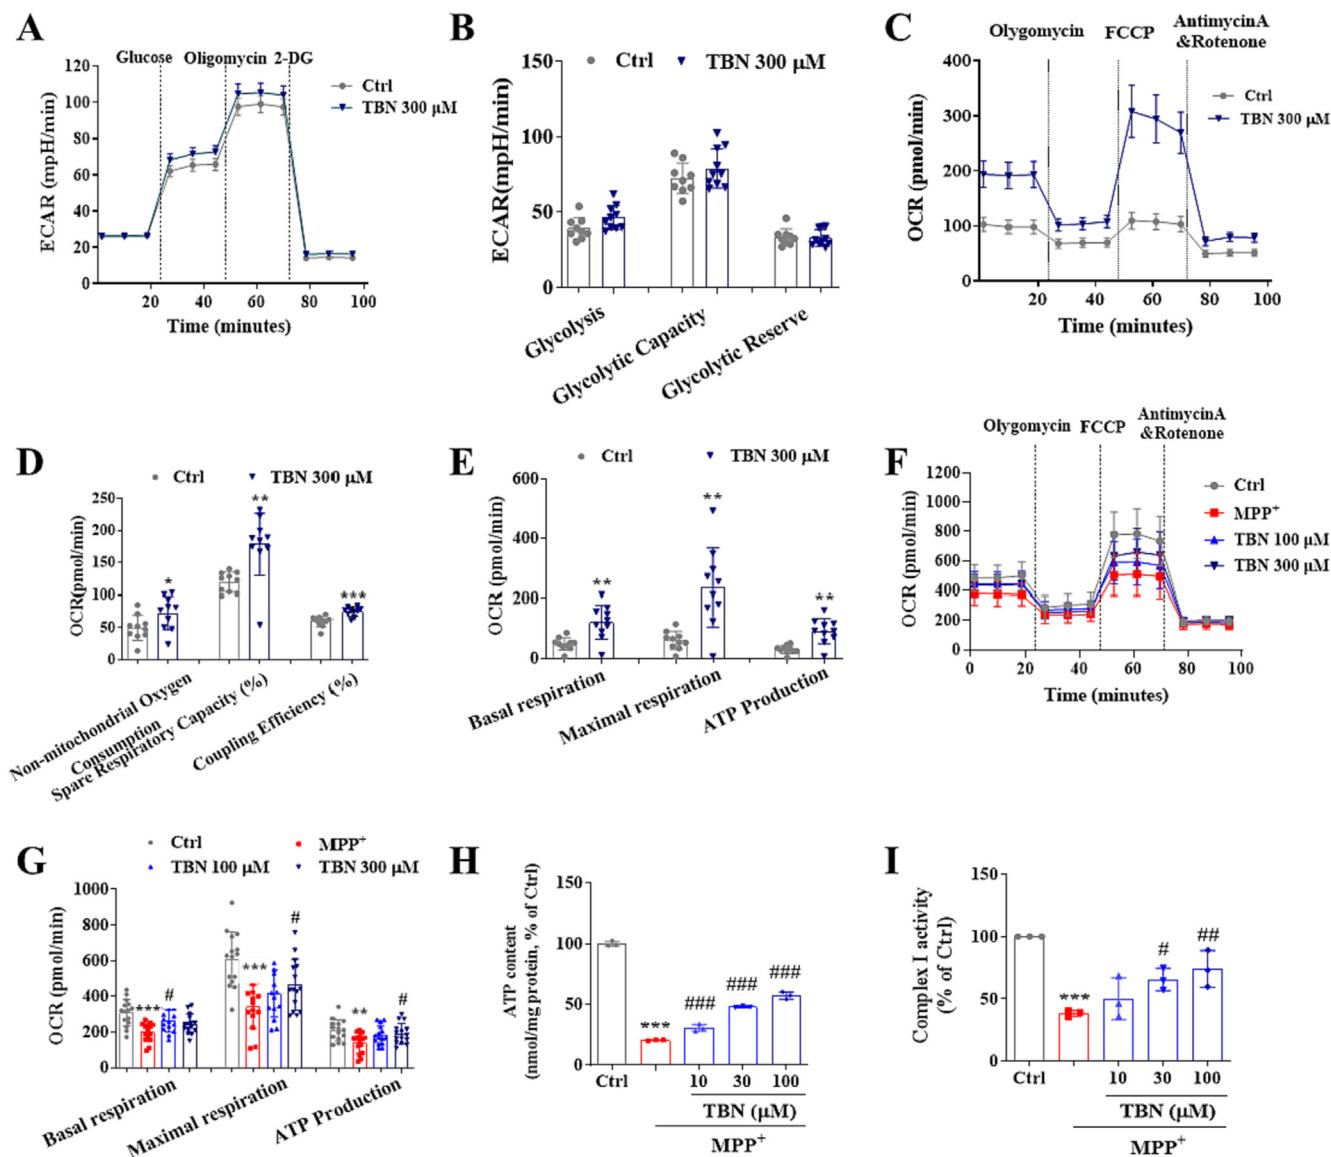 A
Glucose
Oligomycin 2-DG
120
100
80
60
40
20
0
ECAR (mpH/min)
Ctrl
TBN 300 μM
20 40 60 80 100
Time (minutes)
B
Ctrl TBN 300 μM
150
100
50
0
ECAR(mpH/min)
Glycolysis
Glycolytic Capacity
Glycolytic Reserve
C
Olygomycin FCCP AntimycinA
&Rotenone
400
300
200
100
0
OCR (pmol/min)
Ctrl
TBN 300 μM
20 40 60 80 100
Time (minutes)
D
Ctrl TBN 300 μM
250
200
150
100
50
0
OCR(pmol/min)
* ** ***
Non-mitochondrial Oxygen
Consumption
Spare Respiratory Capacity (%)
Coupling Efficiency (%)
E
Ctrl TBN 300 μM
600
400
200
0
OCR (pmol/min)
** ** **
Basal respiration
Maximal respiration
ATP Production
F
Olygomycin FCCP AntimycinA
&Rotenone
1200
1000
800
600
400
200
0
OCR (pmol/min)
Ctrl
MPP+
TBN 100 μM
TBN 300 μM
0 20 40 60 80 100
Time (minutes)
G
Ctrl MPP+
TBN 100 μM TBN 300 μM
1000
800
600
400
200
0
OCR (pmol/min)
*** # *** # ** #
Basal respiration
Maximal respiration
ATP Production
H
150
100
50
0
ATP content
(nmol/mg protein, % of Ctrl)
*** ### ### ###
Ctrl 10 30 100
TBN (μM)
MPP+
I
150
100
50
0
Complex I activity
(% of Ctrl)
*** # ##
Ctrl 10 30 100
TBN (μM)
MPP+